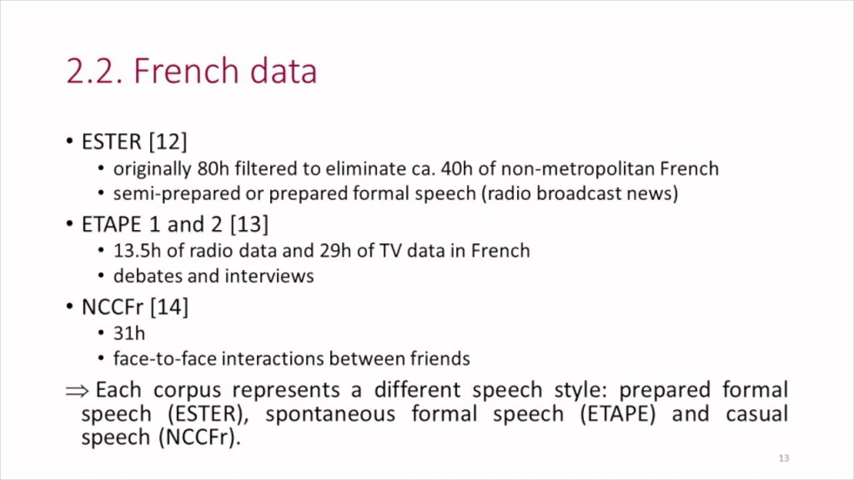 2.2. French data
• ESTER [12]
• originally 80h filtered to eliminate ca. 40h of non-metropolitan French
• semi-prepared or prepared formal speech (radio broadcast news)
• ETAPE 1 and 2 [13]
• 13.5h of radio data and 29h of TV data in French
• debates and interviews
• NCCFr [14]
• 31h
• face-to-face interactions between friends
⇒ Each corpus represents a different speech style: prepared formal
speech (ESTER), spontaneous formal speech (ETAPE) and casual
speech (NCCFr).
13